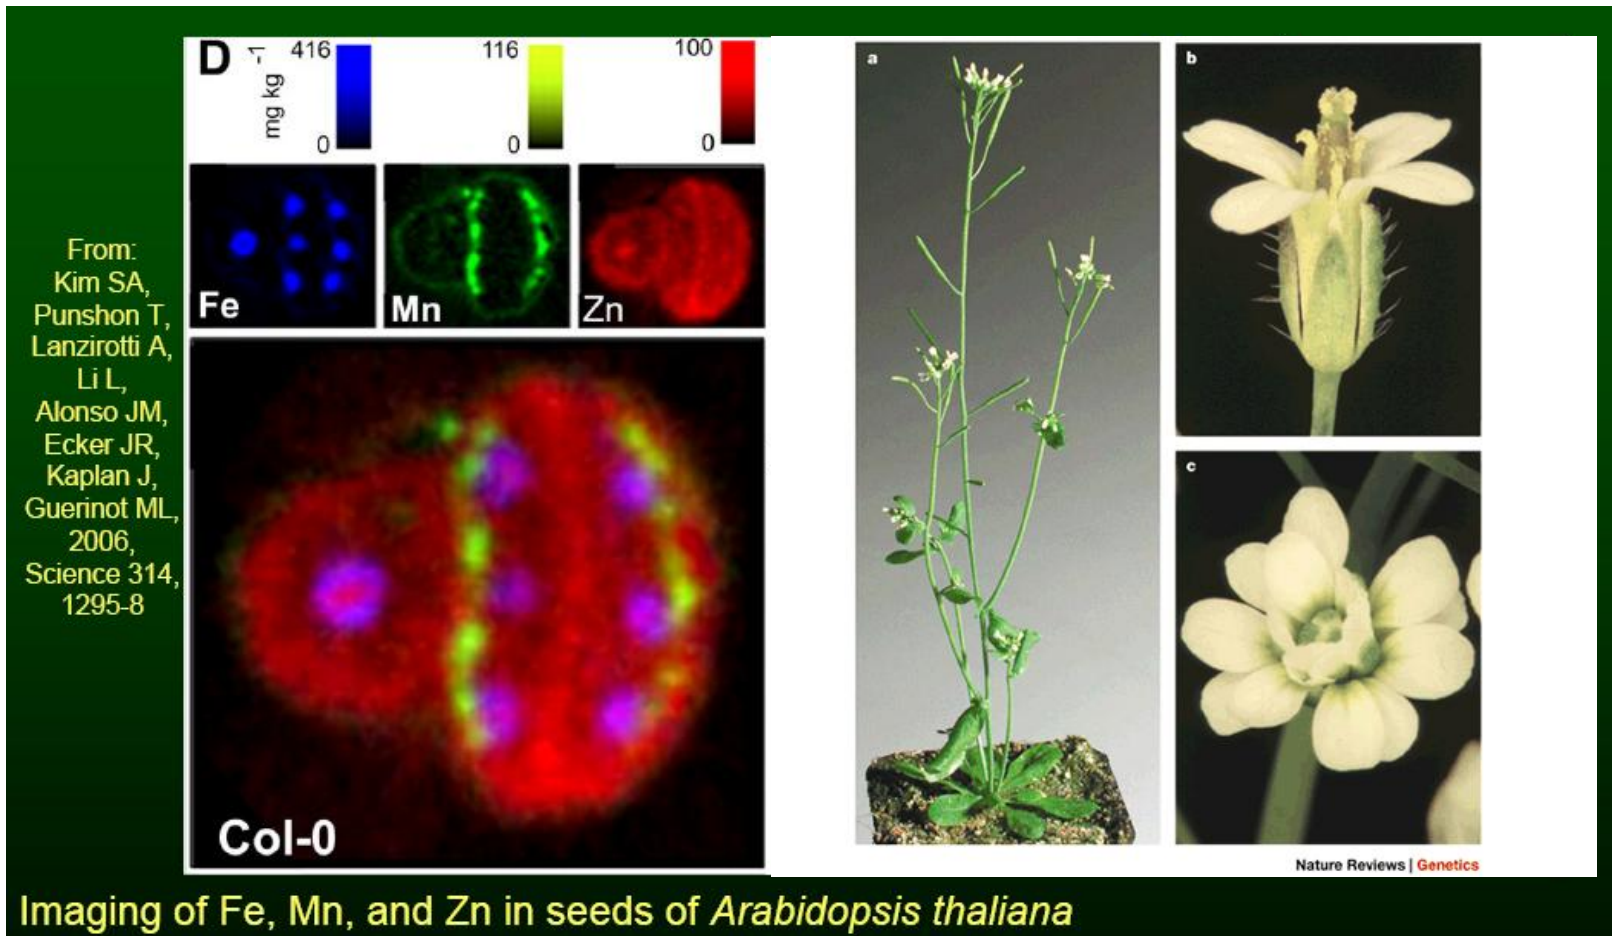 From:
Kim SA,
Punshon T,
Lanzirotti A,
Li L,
Alonso JM,
Ecker JR,
Kaplan J,
Guerinot ML,
2006,
Science 314,
1295-8
D
mg kg -1
416
0
116
0
100
0
Fe
Mn
Zn
Col-0
a
b
c
Nature Reviews | Genetics
Imaging of Fe, Mn, and Zn in seeds of Arabidopsis thaliana